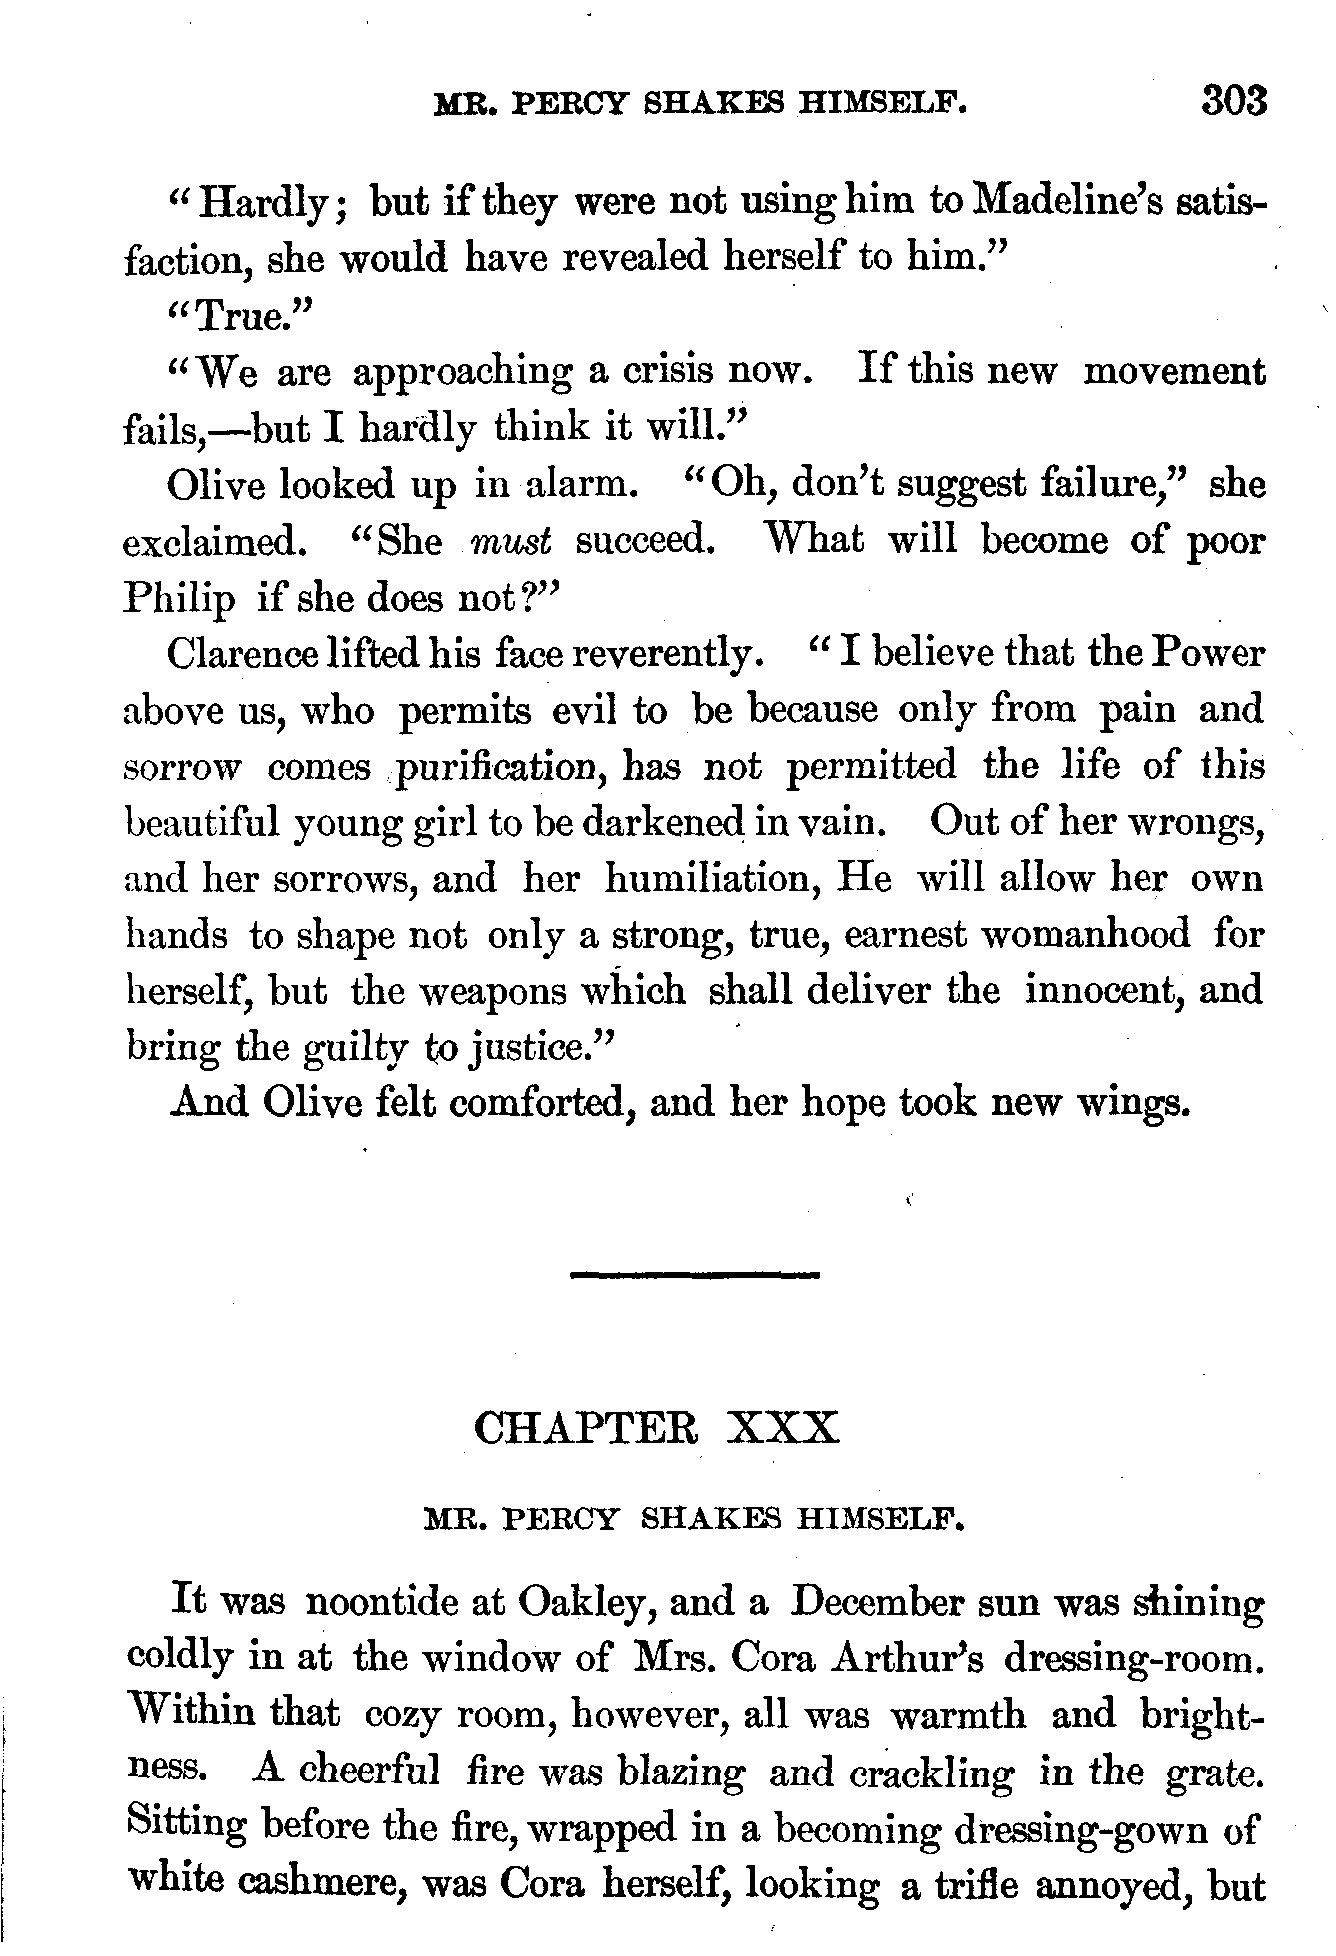 MR. PERCY SHAKES HIMSELF. 303
"Hardly; but if they were not using him to Madeline's satis-
faction, she would have revealed herself to him."
"True."
"We are approaching a crisis now. If this new movement
fails,—but I hardly think it will."
Olive looked up in alarm. "Oh, don't suggest failure," she
exclaimed. "She must succeed. What will become of poor
Philip if she does not?"
Clarence lifted his face reverently. "I believe that the Power
above us, who permits evil to be because only from pain and
sorrow comes purification, has not permitted the life of this
beautiful young girl to be darkened in vain. Out of her wrongs,
and her sorrows, and her humiliation, He will allow her own
hands to shape not only a strong, true, earnest womanhood for
herself, but the weapons which shall deliver the innocent, and
bring the guilty to justice."
And Olive felt comforted, and her hope took new wings.
CHAPTER XXX
MR. PERCY SHAKES HIMSELF.
It was noontide at Oakley, and a December sun was shining
coldly in at the window of Mrs. Cora Arthur's dressing-room.
Within that cozy room, however, all was warmth and bright-
ness. A cheerful fire was blazing and crackling in the grate.
Sitting before the fire, wrapped in a becoming dressing-gown of
white cashmere, was Cora herself, looking a trifle annoyed, but